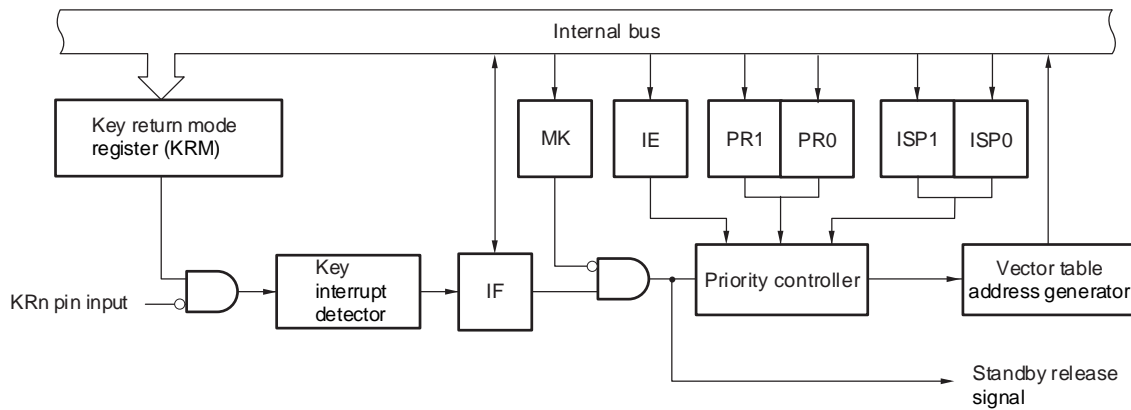 Internal bus
Key return mode
register (KRM)
MK
IE
PR1
PR0
ISP1
ISP0
KRn pin input
Key
interrupt
detector
IF
Priority controller
Vector table
address generator
Standby release
signal